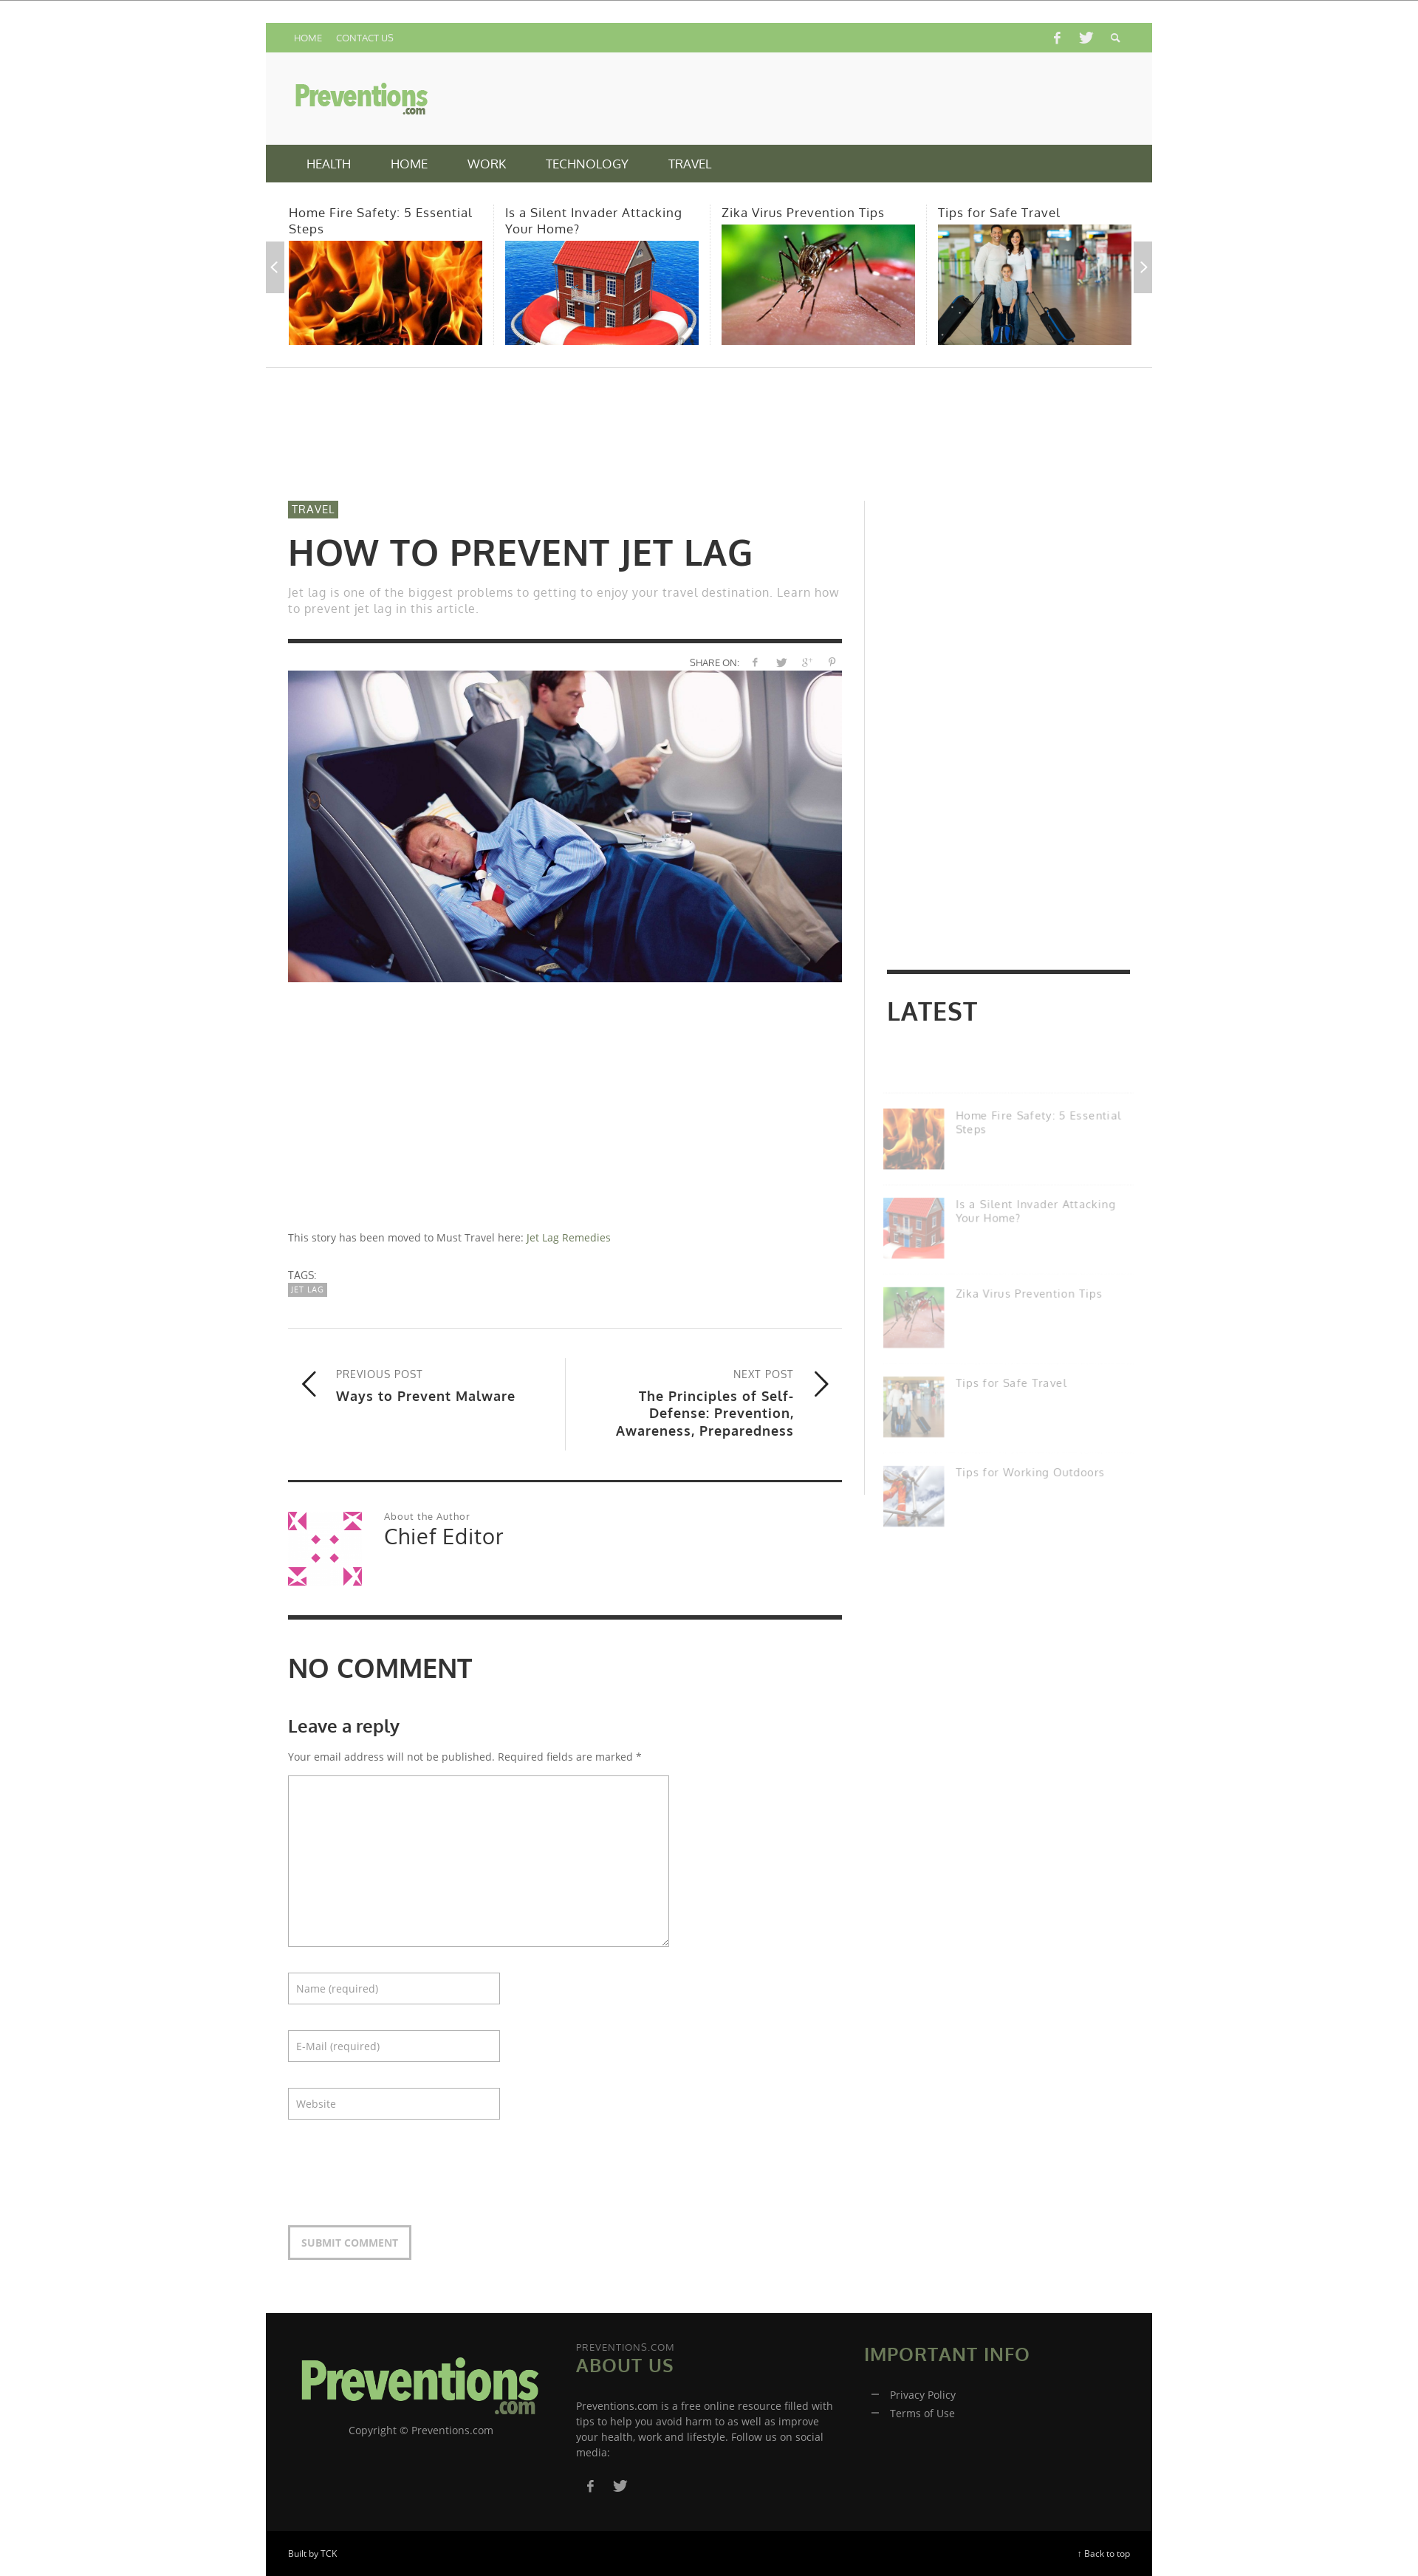 HOME CONTACT US
Preventions
.com
HEALTH HOME WORK TECHNOLOGY TRAVEL
Home Fire Safety: 5 Essential
Steps
Is a Silent Invader Attacking
Your Home?
Zika Virus Prevention Tips
Tips for Safe Travel
TRAVEL
HOW TO PREVENT JET LAG
Jet lag is one of the biggest problems to getting to enjoy your travel destination. Learn how
to prevent jet lag in this article.
SHARE ON:
This story has been moved to Must Travel here: Jet Lag Remedies
TAGS:
JET LAG
PREVIOUS POST
Ways to Prevent Malware
NEXT POST
The Principles of Self-
Defense: Prevention,
Awareness, Preparedness
About the Author
Chief Editor
NO COMMENT
Leave a reply
Your email address will not be published. Required fields are marked *
Name (required)
E-Mail (required)
Website
SUBMIT COMMENT
LATEST
Home Fire Safety: 5 Essential
Steps
Is a Silent Invader Attacking
Your Home?
Zika Virus Prevention Tips
Tips for Safe Travel
Tips for Working Outdoors
Preventions
.com
Copyright © Preventions.com
PREVENTIONS.COM
ABOUT US
Preventions.com is a free online resource filled with
tips to help you avoid harm to as well as improve
your health, work and lifestyle. Follow us on social
media:
IMPORTANT INFO
Privacy Policy
Terms of Use
Built by TCK
↑ Back to top